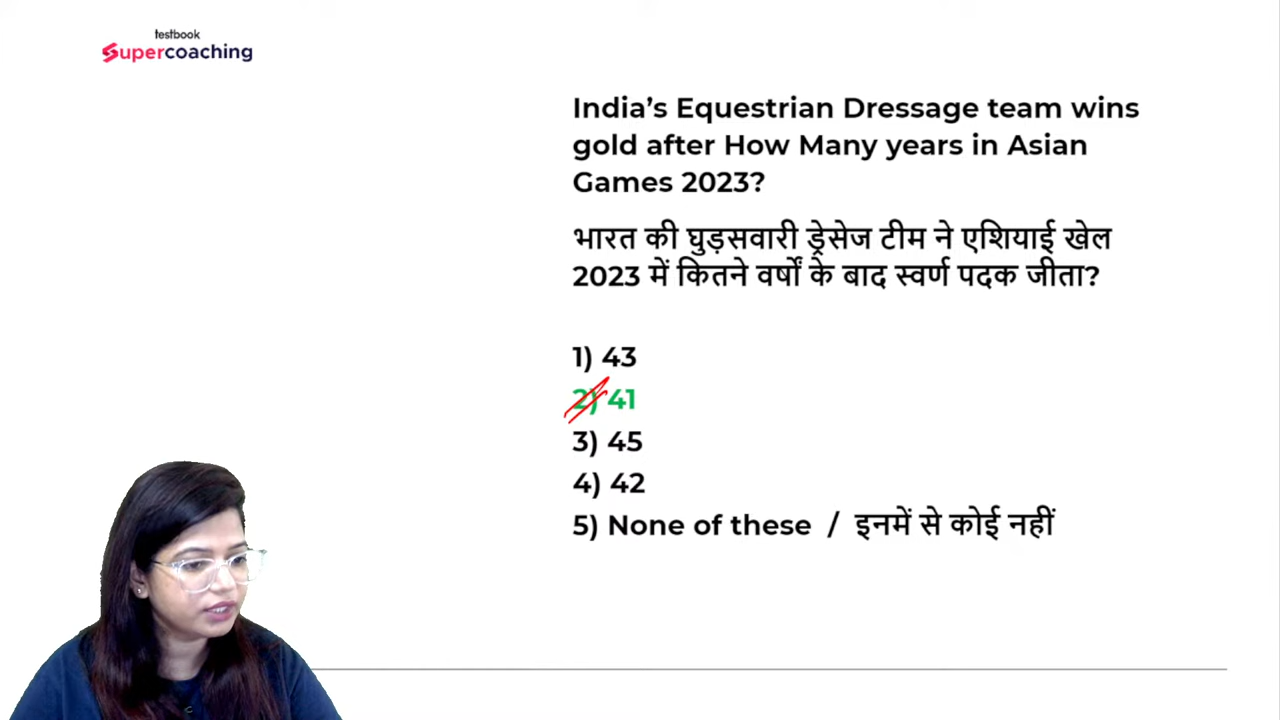 testbook
Supercoaching
India’s Equestrian Dressage team wins
gold after How Many years in Asian
Games 2023?
भारत की घुड़सवारी ड्रेसेज टीम ने एशियाई खेल
2023 में कितने वर्षों के बाद स्वर्ण पदक जीता?
1) 43
2) 41
3) 45
4) 42
5) None of these / इनमें से कोई नहीं